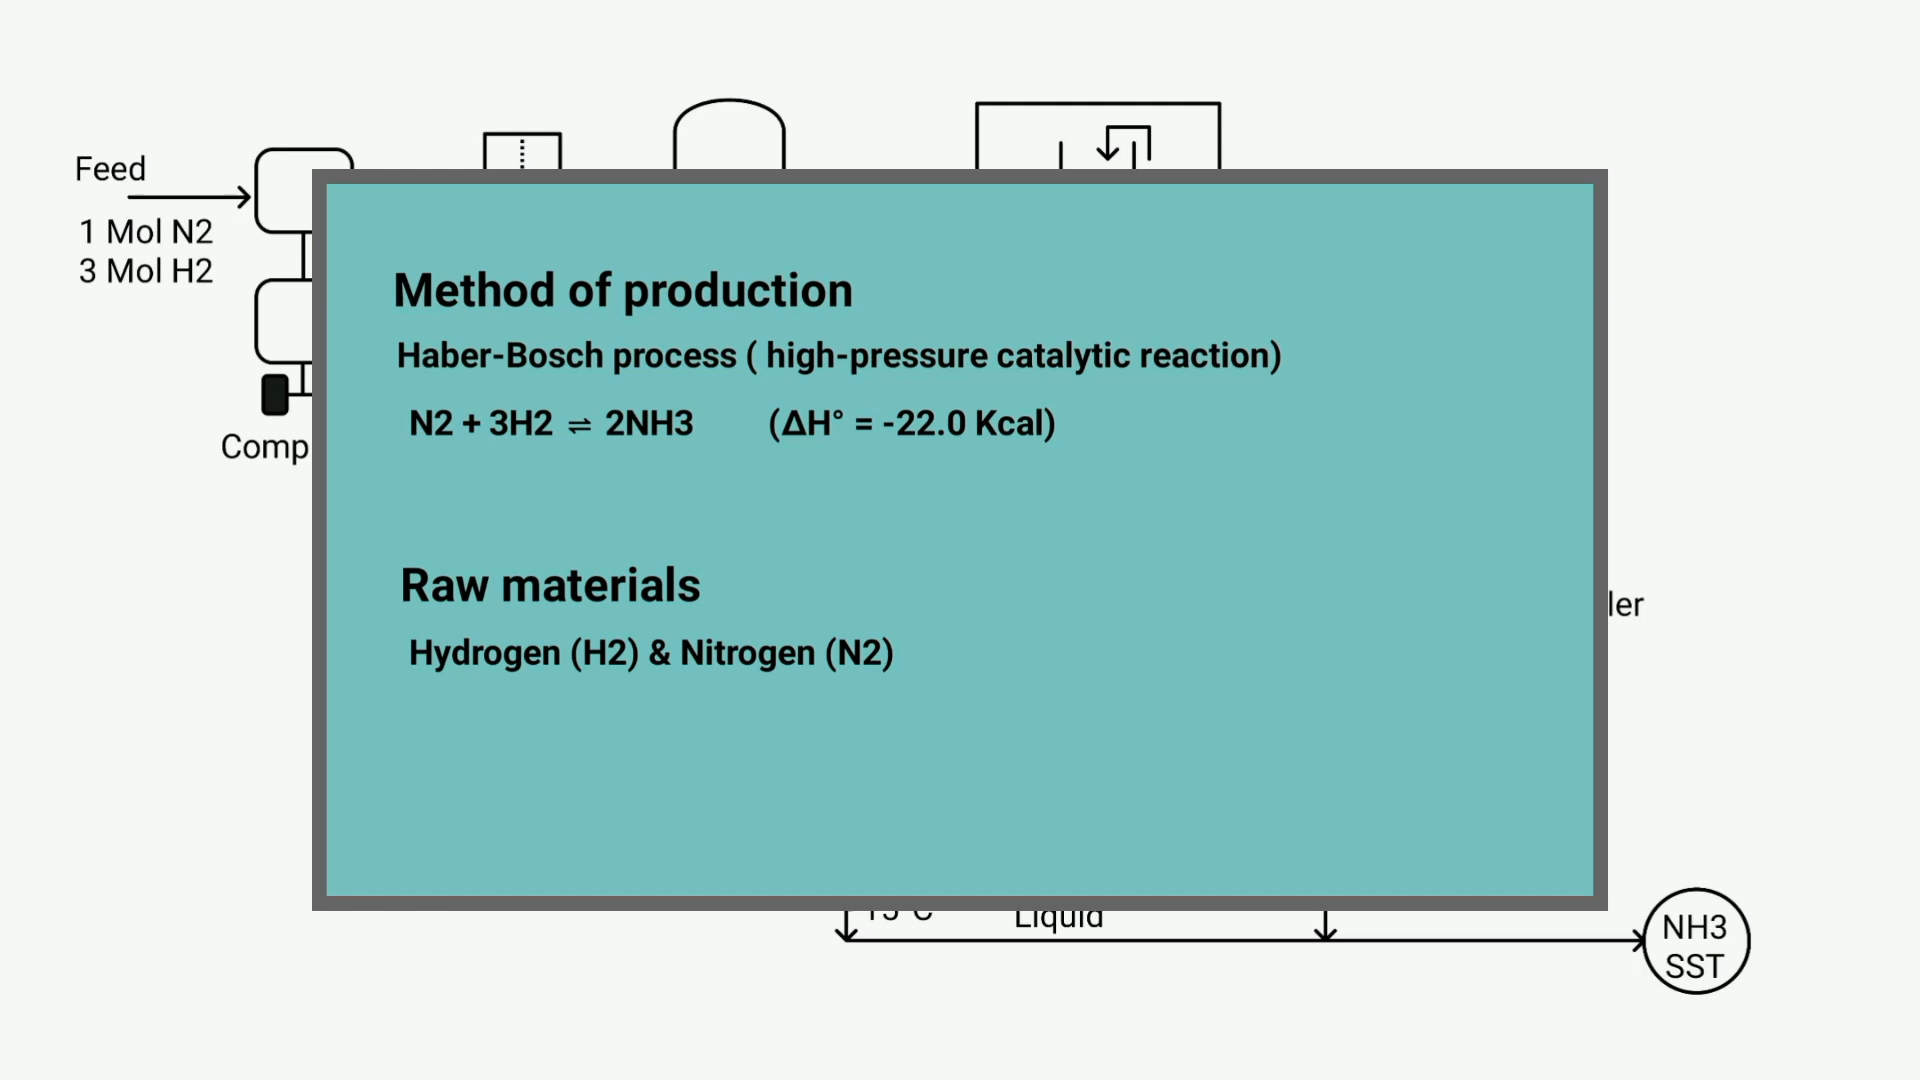 Feed
1 Mol N2
3 Mol H2
Comp
Method of production
Haber-Bosch process ( high-pressure catalytic reaction)
N2 + 3H2 ⇌ 2NH3 (ΔH° = -22.0 Kcal)
Raw materials
Hydrogen (H2) & Nitrogen (N2)
ler
Liquid
NH3
SST